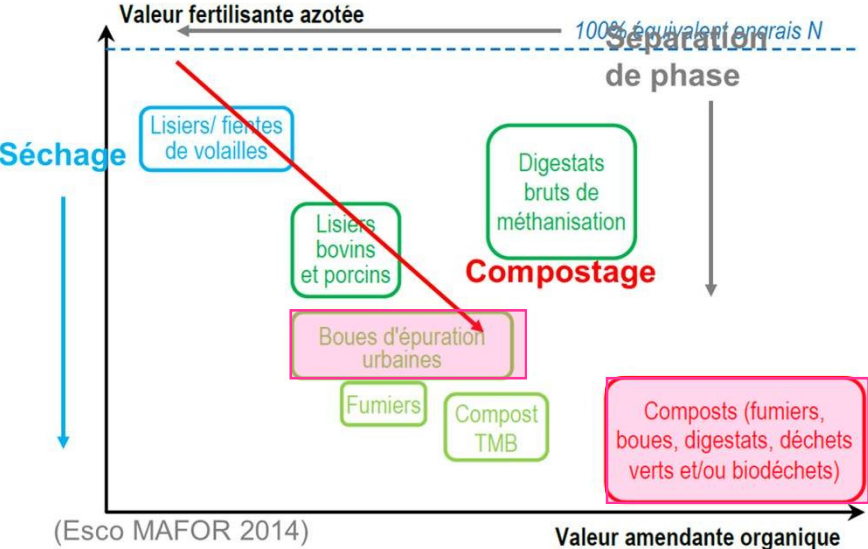 Valeur fertilisante azotée
100% équivalent engrais N
Séparation
de phase
Lisiers/ fientes
de volailles
Séchage
Digestats
bruts de
méthanisation
Lisiers
bovins
et porcins
Compostage
Boues d'épuration
urbaines
Fumiers
Compost
TMB
Composts (fumiers,
boues, digestats, déchets
verts et/ou biodéchets)
(Esco MAFOR 2014)
Valeur amendante organique